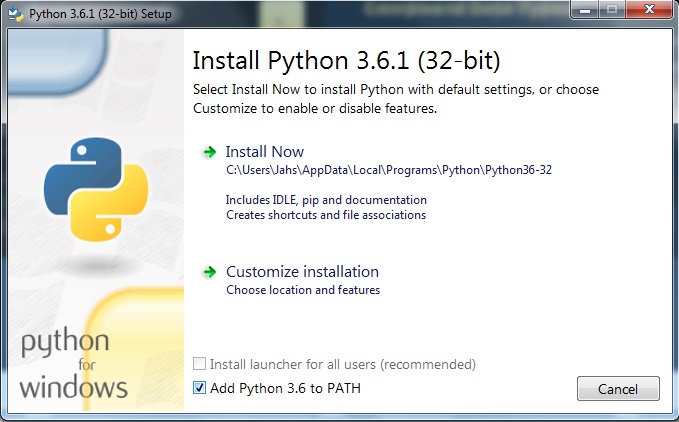 Python 3.6.1 (32-bit) Setup
Install Python 3.6.1 (32-bit)
Select Install Now to install Python with default settings, or choose
Customize to enable or disable features.
Install Now
C:\Users\Jahs\AppData\Local\Programs\Python\Python36-32
Includes IDLE, pip and documentation
Creates shortcuts and file associations
Customize installation
Choose location and features
python
for
windows
Install launcher for all users (recommended)
Add Python 3.6 to PATH
Cancel